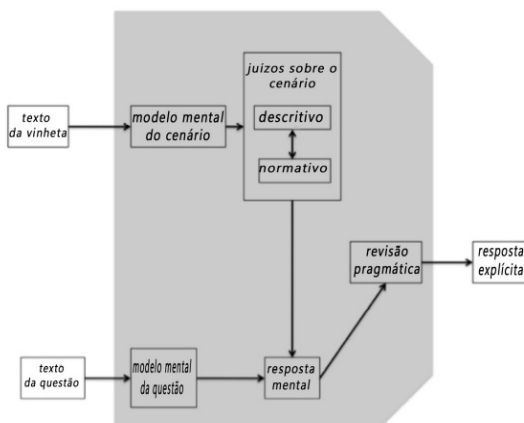 juizos sobre o
cenário
descritivo
normativo
texto
da vinheta
modelo mental
do cenário
revisão
pragmática
resposta
explícita
texto
da questão
modelo mental
da questão
resposta
mental